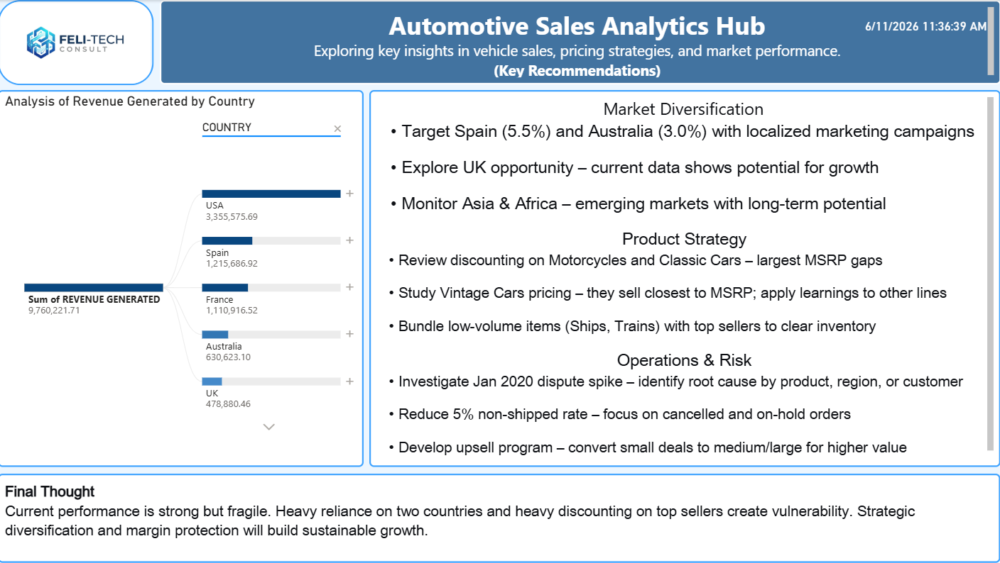 FELI-TECH
CONSULT
Automotive Sales Analytics Hub
6/11/2026 11:36:39 AM
Exploring key insights in vehicle sales, pricing strategies, and market performance.
(Key Recommendations)
Analysis of Revenue Generated by Country
COUNTRY
USA
3,355,575.69
Spain
1,215,686.92
Sum of REVENUE GENERATED
9,760,221.71
France
1,110,916.52
Australia
630,623.10
UK
478,880.46
Market Diversification
• Target Spain (5.5%) and Australia (3.0%) with localized marketing campaigns
• Explore UK opportunity – current data shows potential for growth
• Monitor Asia & Africa – emerging markets with long-term potential
Product Strategy
• Review discounting on Motorcycles and Classic Cars – largest MSRP gaps
• Study Vintage Cars pricing – they sell closest to MSRP; apply learnings to other lines
• Bundle low-volume items (Ships, Trains) with top sellers to clear inventory
Operations & Risk
• Investigate Jan 2020 dispute spike – identify root cause by product, region, or customer
• Reduce 5% non-shipped rate – focus on cancelled and on-hold orders
• Develop upsell program – convert small deals to medium/large for higher value
Final Thought
Current performance is strong but fragile. Heavy reliance on two countries and heavy discounting on top sellers create vulnerability. Strategic
diversification and margin protection will build sustainable growth.